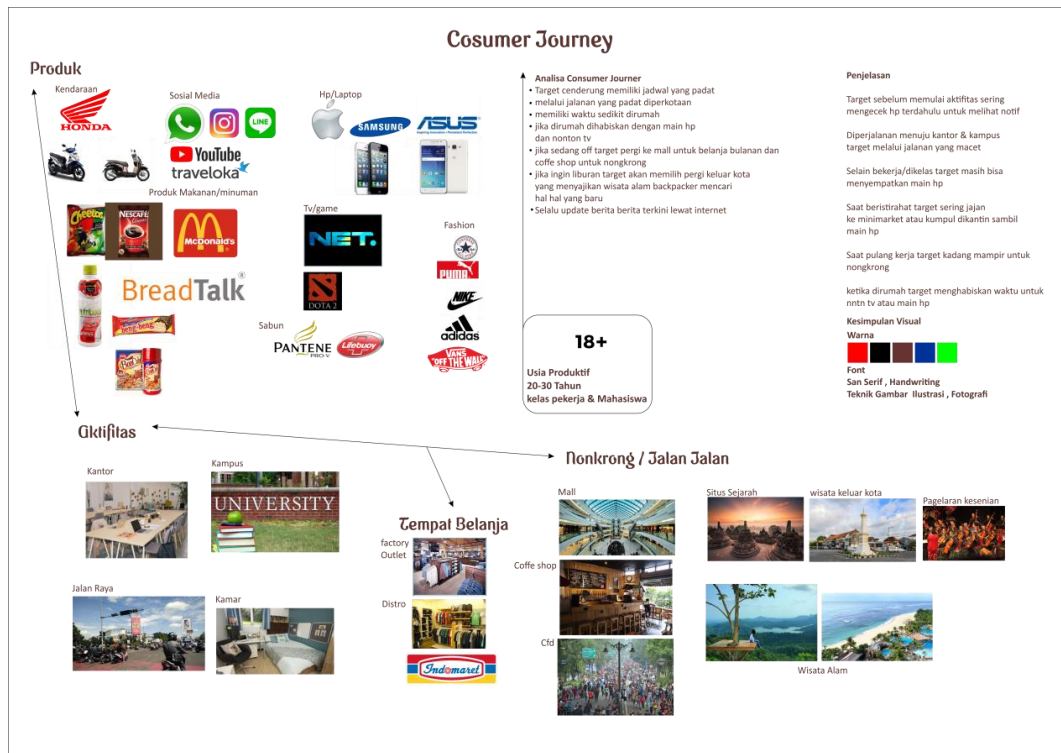 Cosumer Journey
Produk
Kendaraan
HONDA
Sosial Media
YouTube
traveloka
LINE
Hp/Laptop
SAMSUNG
ASUS
Produk Makanan/minuman
Cheetos
NESCAFÉ
McDonald's
BreadTalk
Tv/game
NET.
DOTA 2
Sabun
PANTENE
PRO-V
Lifebuoy
Fashion
PUMA
NIKE
adidas
VANS
"OFF THE WALL"
Analisa Consumer Journer
• Target cenderung memiliki jadwal yang padat
• melalui jalanan yang padat diperkotaan
• memiliki waktu sedikit dirumah
• jika dirumah dihabiskan dengan main hp
dan nonton tv
• jika sedang off target pergi ke mall untuk belanja bulanan dan
coffe shop untuk nongkrong
• jika ingin liburan target akan memilih pergi keluar kota
yang menyajikan wisata alam backpacker mencari
hal hal yang baru
• Selalu update berita berita terkini lewat internet
18+
Usia Produktif
20-30 Tahun
kelas pekerja & Mahasiswa
Penjelasan
Target sebelum memulai aktifitas sering
mengecek hp terdahulu untuk melihat notif
Diperjalanan menuju kantor & kampus
target melalui jalanan yang macet
Selain bekerja/dikelas target masih bisa
menyempatkan main hp
Saat beristirahat target sering jajan
ke minimarket atau kumpul dikantin sambil
main hp
Saat pulang kerja target kadang mampir untuk
nongkrong
ketika dirumah target menghabiskan waktu untuk
nntn tv atau main hp
Kesimpulan Visual
Warna
Font
San Serif , Handwriting
Teknik Gambar Ilustrasi , Fotografi
Aktifitas
Kantor
Kampus
UNIVERSITY
Jalan Raya
Kamar
Tempat Belanja
factory
Outlet
Distro
Indomaret
Nonkrong / Jalan Jalan
Mall
Coffe shop
Cfd
Situs Sejarah
wisata keluar kota
Pagelaran kesenian
Wisata Alam